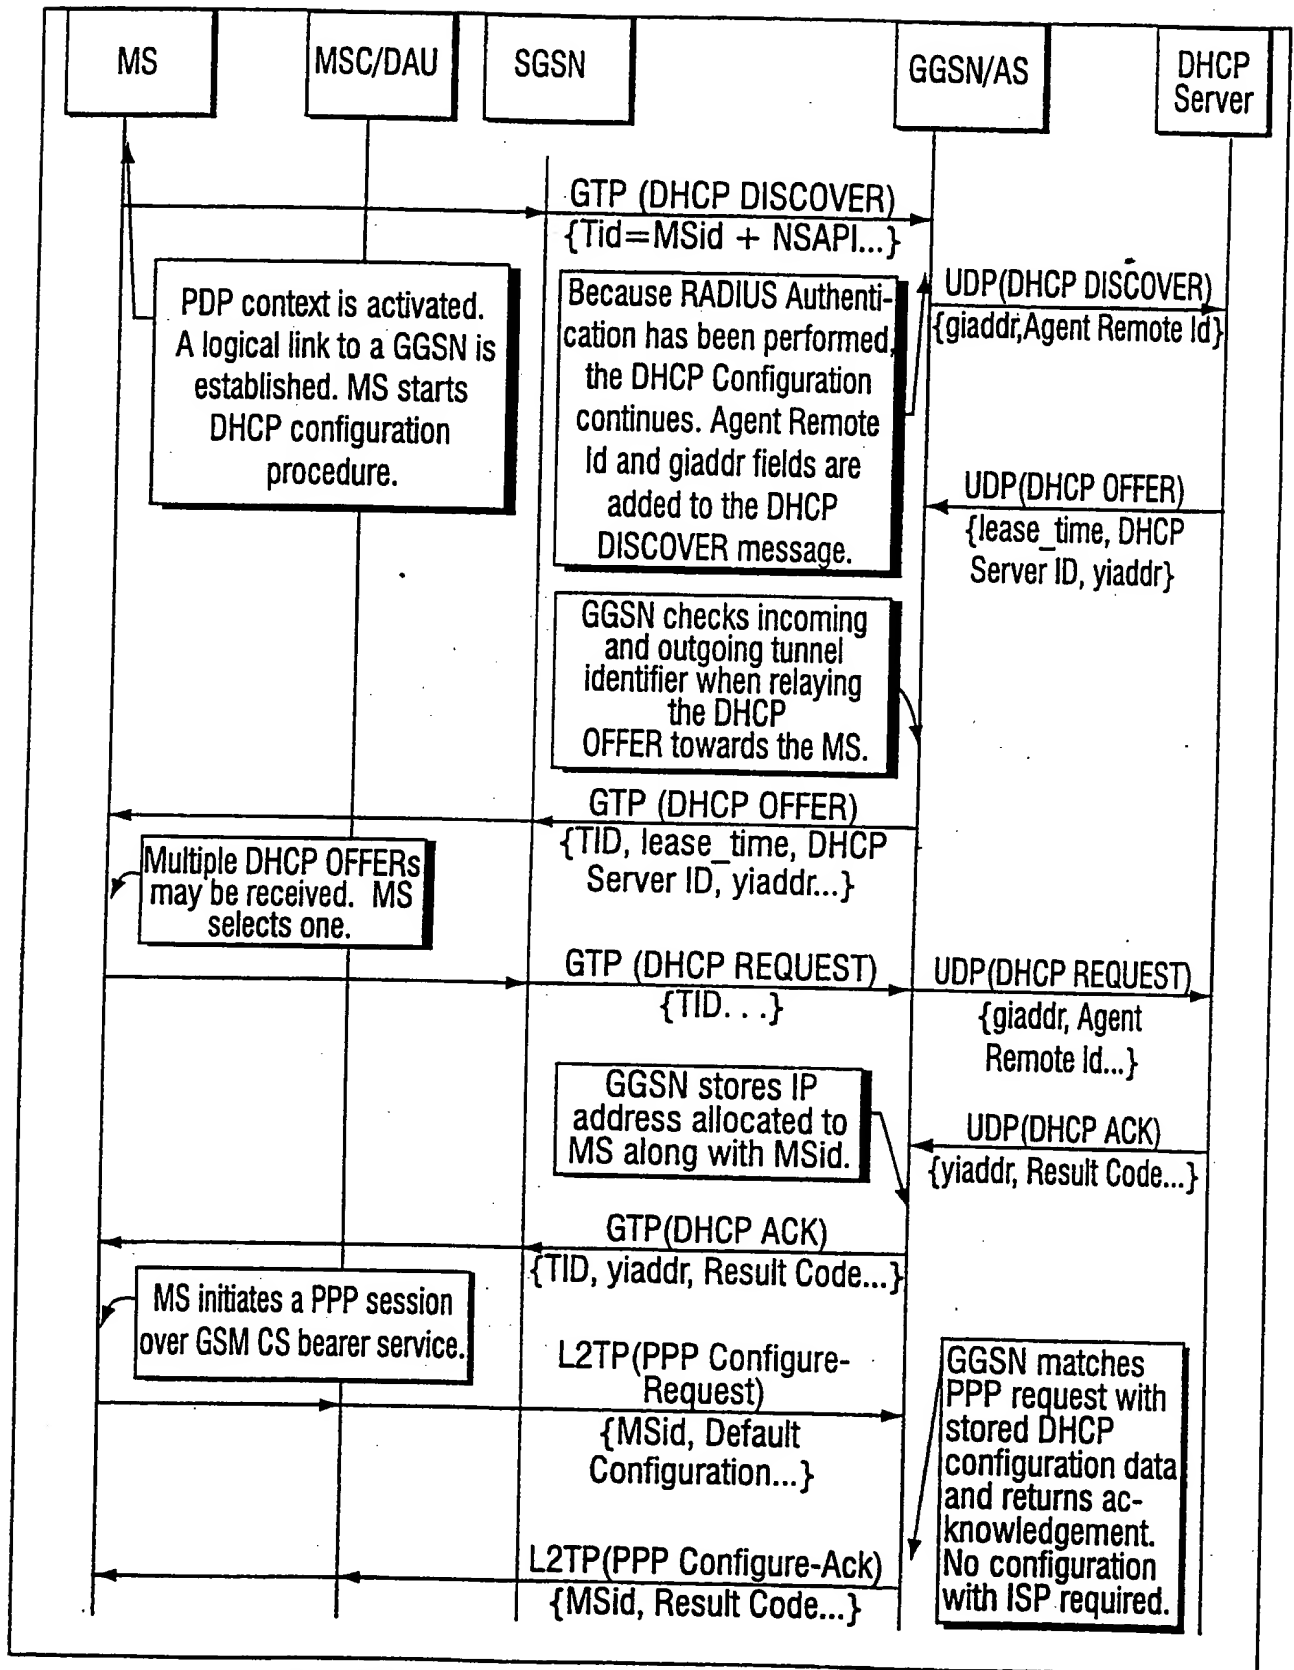 MS
MSC/DAU
SGSN
GGSN/AS
DHCP
Server
GTP (DHCP DISCOVER)
{Tid=MSid + NSAPI...}
PDP context is activated.
A logical link to a GGSN is
established. MS starts
DHCP configuration
procedure.
Because RADIUS Authenti-
cation has been performed,
the DHCP Configuration
continues. Agent Remote
Id and giaddr fields are
added to the DHCP
DISCOVER message.
UDP(DHCP DISCOVER)
{giaddr,Agent Remote Id}
UDP(DHCP OFFER)
{lease_time, DHCP
Server ID, yiaddr}
GGSN checks incoming
and outgoing tunnel
identifier when relaying
the DHCP
OFFER towards the MS.
GTP (DHCP OFFER)
{TID, lease_time, DHCP
Server ID, yiaddr...}
Multiple DHCP OFFERs
may be received. MS
selects one.
GTP (DHCP REQUEST)
{TID. . .}
UDP(DHCP REQUEST)
{giaddr, Agent
Remote Id...}
GGSN stores IP
address allocated to
MS along with MSid.
UDP(DHCP ACK)
{yiaddr, Result Code...}
GTP(DHCP ACK)
{TID, yiaddr, Result Code...}
MS initiates a PPP session
over GSM CS bearer service.
L2TP(PPP Configure-
Request)
{MSid, Default
Configuration...}
GGSN matches
PPP request with
stored DHCP
configuration data
and returns ac-
knowledgement.
No configuration
with ISP required.
L2TP(PPP Configure-Ack)
{MSid, Result Code...}